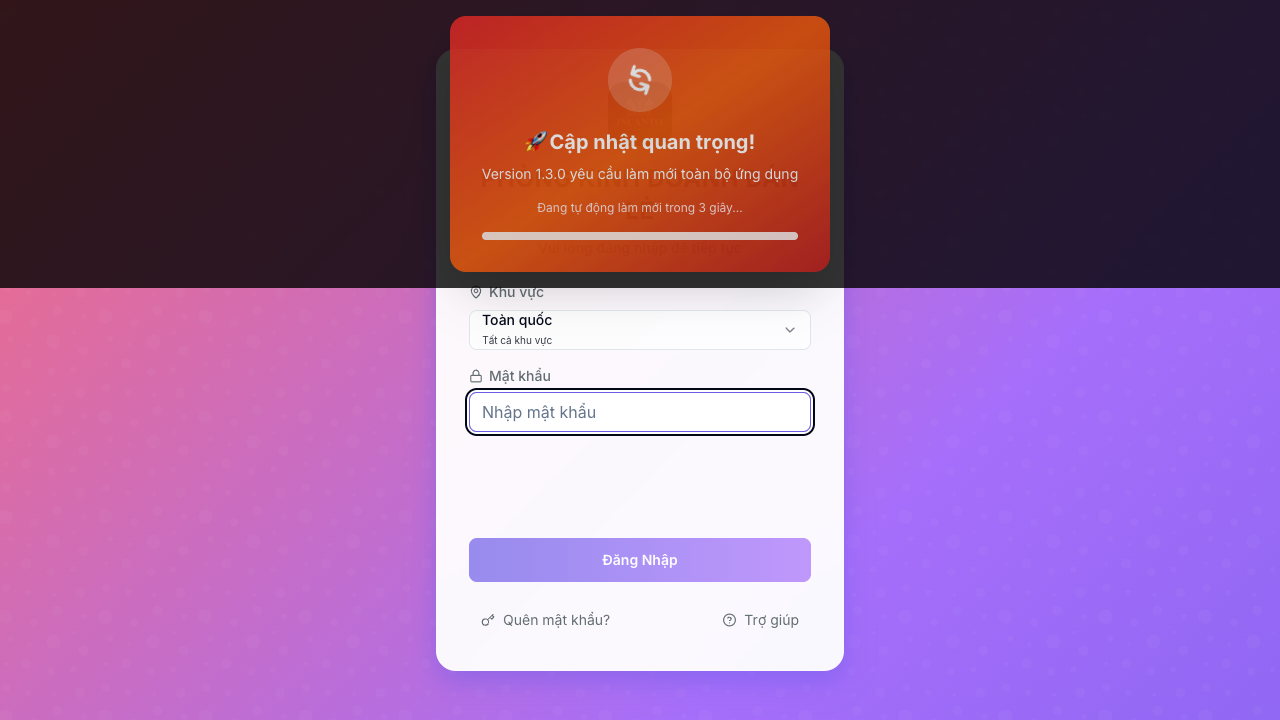 🚀Cập nhật quan trọng!
Version 1.3.0 yêu cầu làm mới toàn bộ ứng dụng
Đang tự động làm mới trong 3 giây...
Khu vực
Toàn quốc
Tất cả khu vực
Mật khẩu
Nhập mật khẩu
Đăng Nhập
Quên mật khẩu?
Trợ giúp